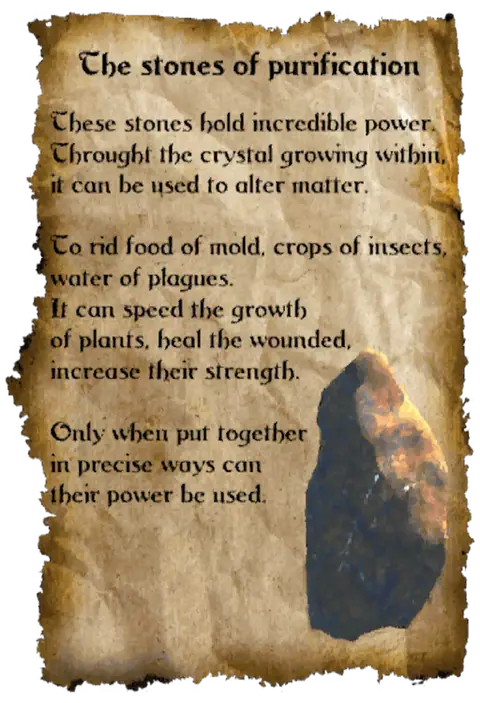 The stones of purification
These stones hold incredible power.
Throught the crystal growing within,
it can be used to alter matter.
To rid food of mold, crops of insects,
water of plagues.
It can speed the growth
of plants, heal the wounded,
increase their strength.
Only when put together
in precise ways can
their power be used.